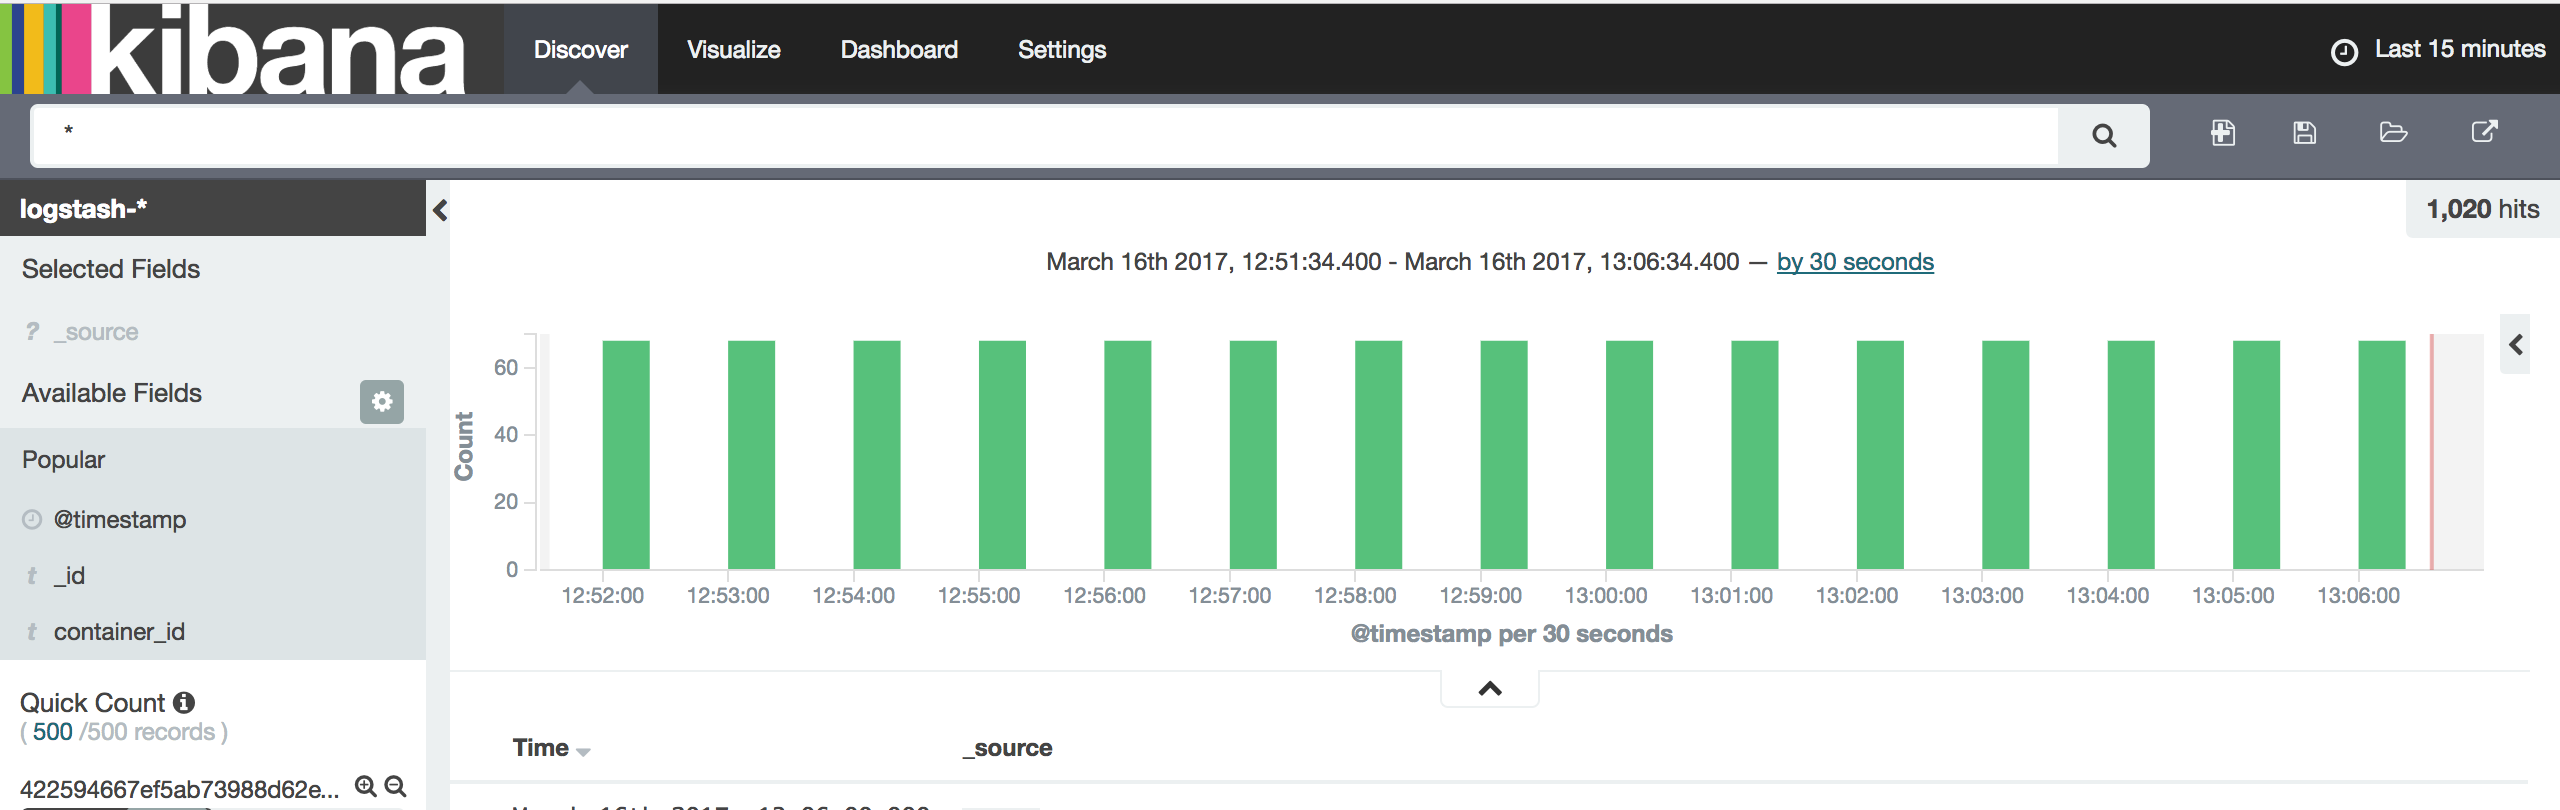 kibana Discover Visualize Dashboard Settings Last 15 minutes
*
logstash-*
1,020 hits
Selected Fields
? _source
Available Fields
Popular
@timestamp
t _id
t container_id
Quick Count
( 500 /500 records )
422594667ef5ab73988d62e...
March 16th 2017, 12:51:34.400 - March 16th 2017, 13:06:34.400 — by 30 seconds
Count
60
40
20
0
12:52:00 12:53:00 12:54:00 12:55:00 12:56:00 12:57:00 12:58:00 12:59:00 13:00:00 13:01:00 13:02:00 13:03:00 13:04:00 13:05:00 13:06:00
@timestamp per 30 seconds
Time _source